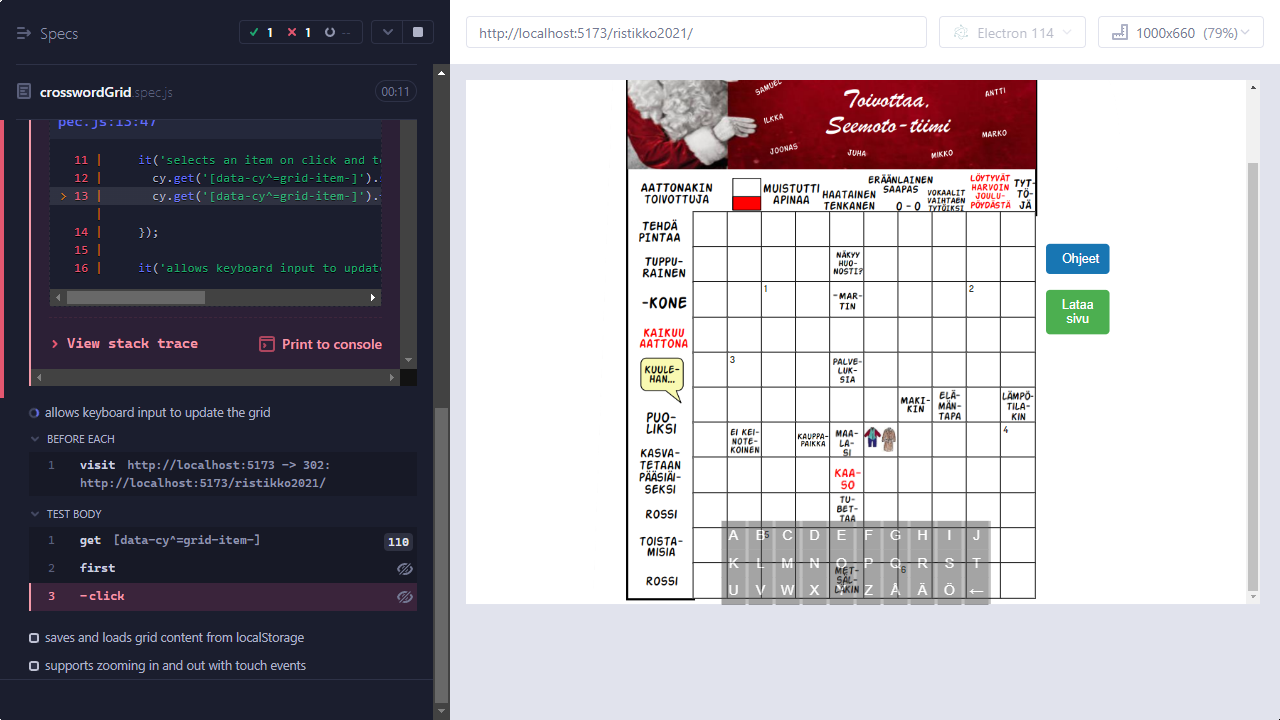 Specs
1
1
--
crosswordGrid.spec.js
00:11
pec.js:13:47
11 | it('selects an item on click and t
12 | cy.get('[data-cy^=grid-item-]').
> 13 | cy.get('[data-cy^=grid-item-]').
|
14 | });
15 |
16 | it('allows keyboard input to update
> View stack trace
Print to console
allows keyboard input to update the grid
BEFORE EACH
1 visit http://localhost:5173 -> 302:
http://localhost:5173/ristikko2021/
TEST BODY
1 get [data-cy^=grid-item-] 110
2 first
3 -click
saves and loads grid content from localStorage
supports zooming in and out with touch events
http://localhost:5173/ristikko2021/
Electron 114
1000x660 (79%)
SAMUEL
ILKKA
JOONAS
Toivottaa,
Seemoto-tiimi
JUHA
MIKKO
MARKO
ANTTI
AATTONAKIN
TOIVOTTUJA
MUISTUTTI
APINAA
HAATAINEN
TENKANEN
ERÄÄNLAINEN
SAAPAS
0 - 0
VOKAALIT
VAIHTAEN
TYTÖIKSI
LÖYTYVÄT
HARVOIN
JOULU-
PÖYDÄSTÄ
TYT-
TÖ-
JÄ
TEHDÄ
PINTAA
TUPPU-
RAINEN
NÄKYY
HUO-
NOSTI?
-KONE
1
-MAR-
TIN
2
KAIKUU
AATTONA
KUULE-
HAN...
3
PALVE-
LUK-
SIA
MAKI-
KIN
ELÄ-
MÄN-
TAPA
LÄMPÖ-
TILA-
KIN
PUO-
LIKSI
EI KEI-
NOTE-
KOINEN
KAUPPA-
PAIKKA
MAA-
LA-
SI
4
KASVA-
TETAAN
PÄÄSIÄI-
SEKSI
KAA-
SO
ROSSI
TU-
BET-
TAA
TOISTA-
MISIA
5
ROSSI
MET-
SÄL-
LÄKIN
6
A B C D E F G H I J
K L M N O P Q R S T
U V W X Y Z Å Ä Ö ←
Ohjeet
Lataa
sivu